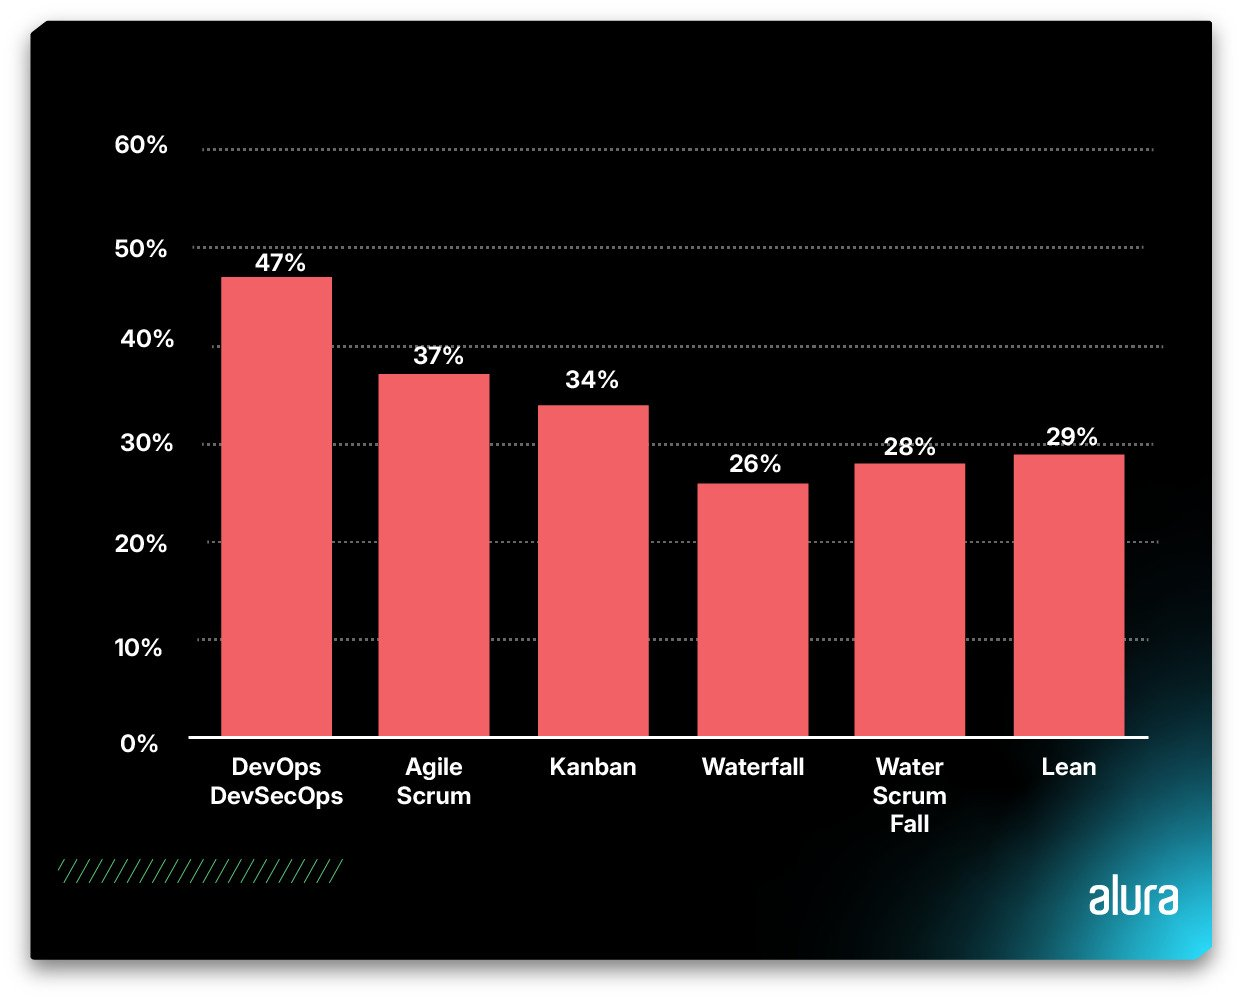 60%
50%
40%
30%
20%
10%
0%
47%
37%
34%
26%
28%
29%
DevOps
DevSecOps
Agile
Scrum
Kanban
Waterfall
Water
Scrum
Fall
Lean
alura